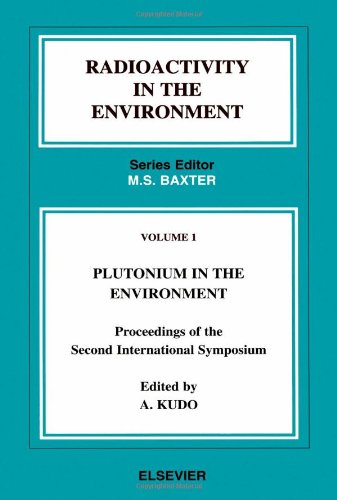 RADIOACTIVITY
IN THE
ENVIRONMENT
Series Editor
M.S. BAXTER
VOLUME 1
PLUTONIUM IN THE
ENVIRONMENT
Proceedings of the
Second International Symposium
Edited by
A. KUDO
ELSEVIER